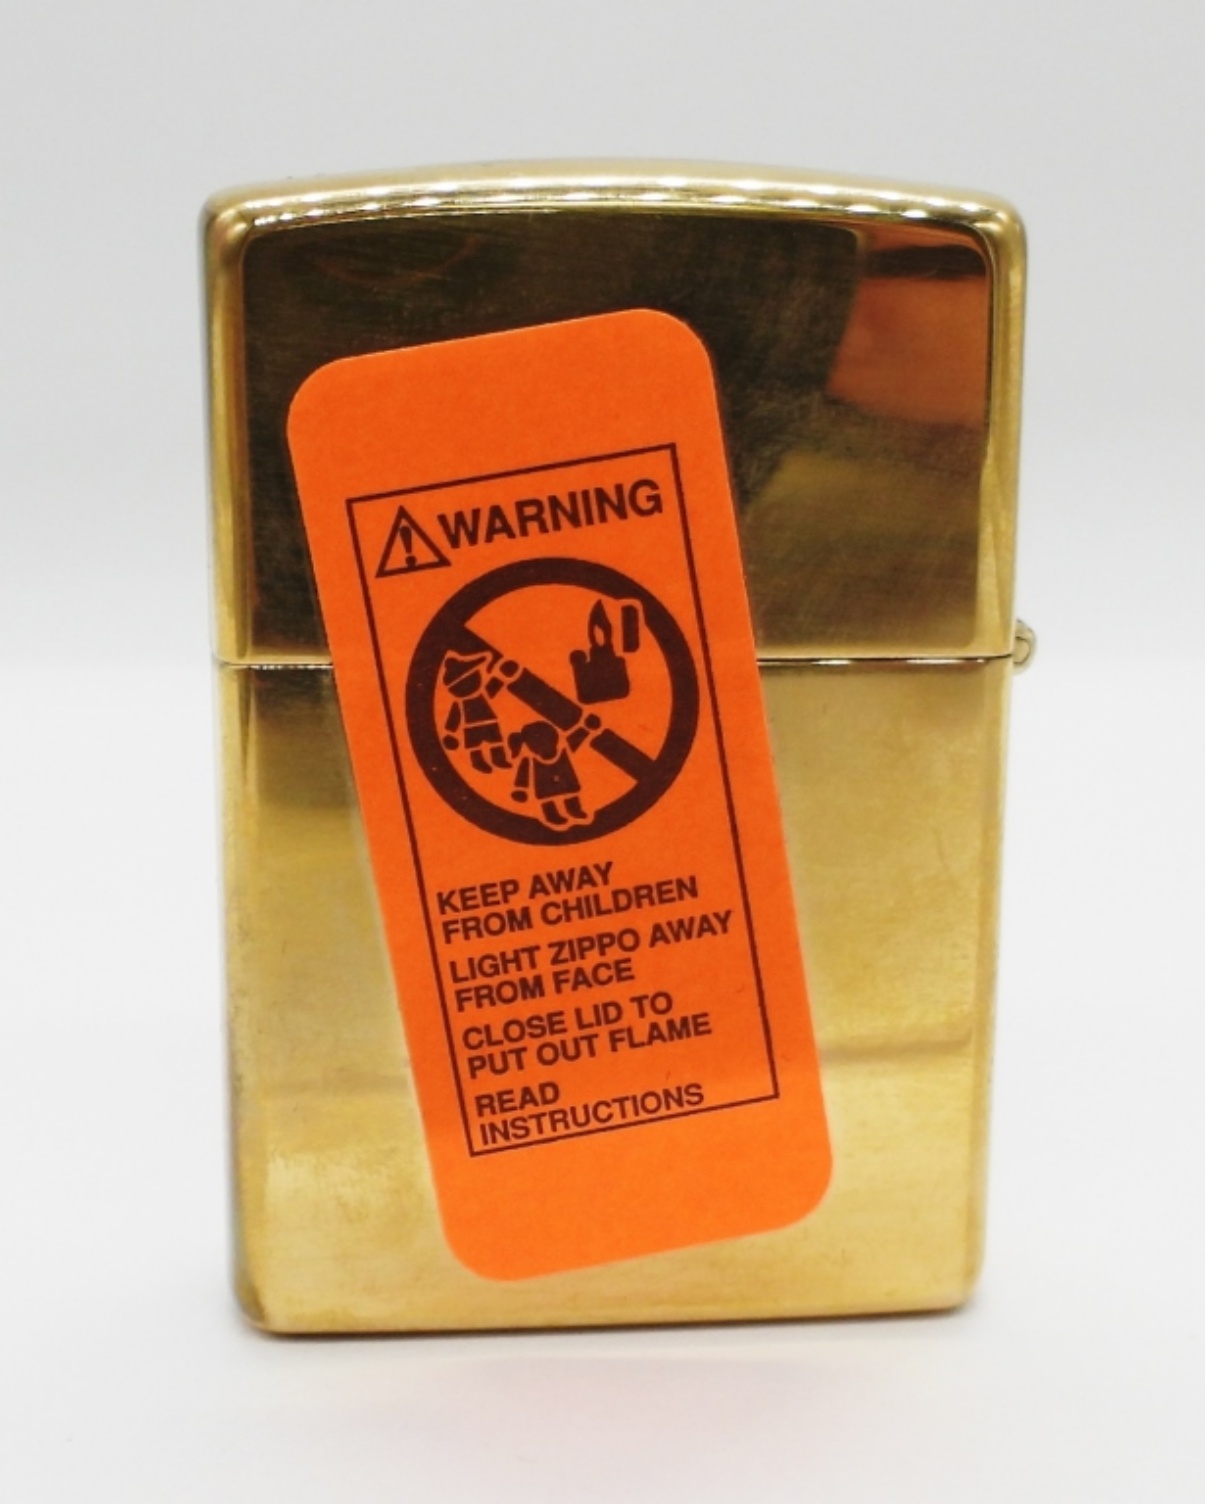 WARNING
KEEP AWAY
FROM CHILDREN
LIGHT ZIPPO AWAY
FROM FACE
CLOSE LID TO
PUT OUT FLAME
READ
INSTRUCTIONS